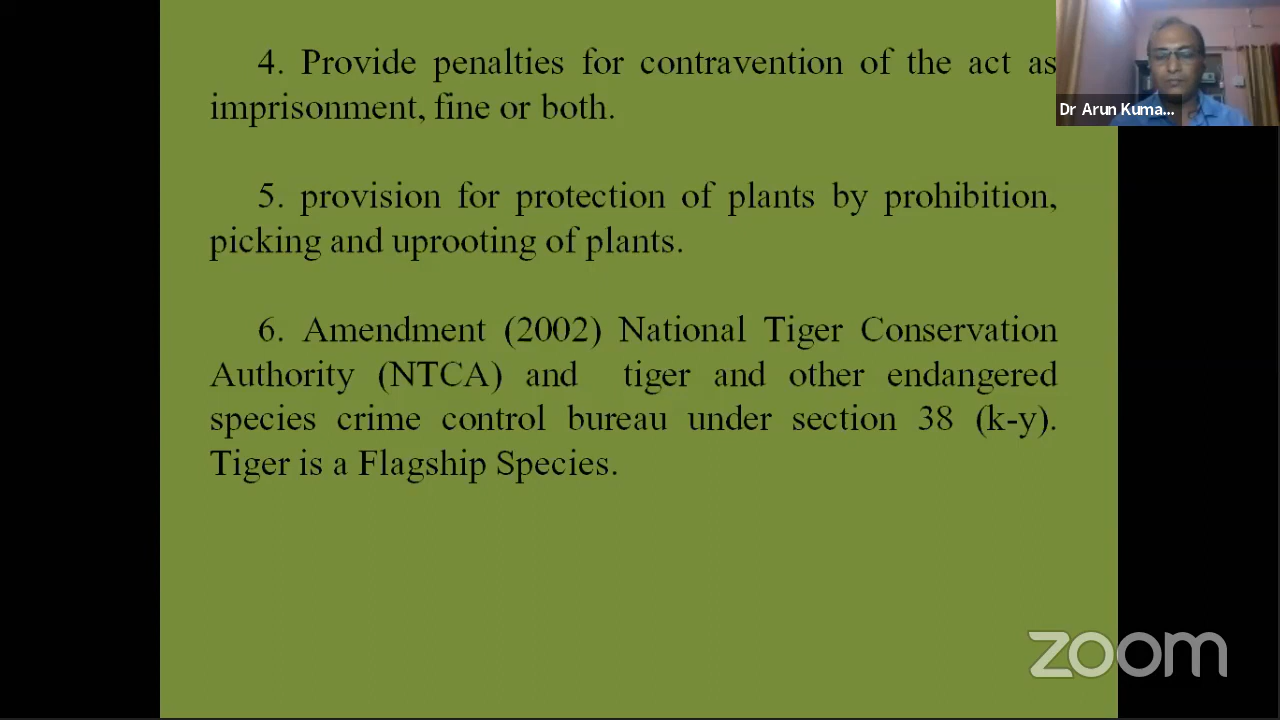 4. Provide penalties for contravention of the act as
imprisonment, fine or both.
5. provision for protection of plants by prohibition,
picking and uprooting of plants.
6. Amendment (2002) National Tiger Conservation
Authority (NTCA) and tiger and other endangered
species crime control bureau under section 38 (k-y).
Tiger is a Flagship Species.
Dr Arun Kuma...
zoom